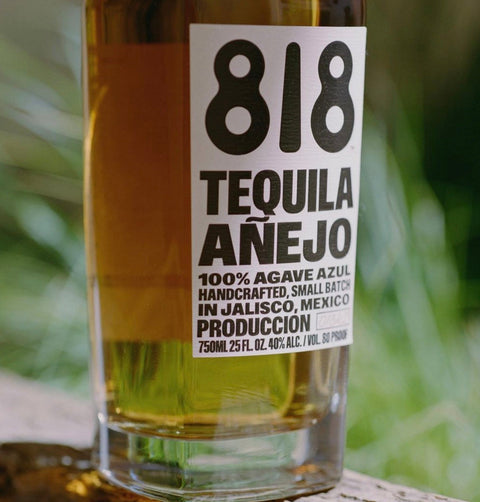 818
TEQUILA
AÑEJO
100% AGAVE AZUL
HANDCRAFTED, SMALL BATCH
IN JALISCO, MEXICO
PRODUCCIÓN
750ML 25 FL. OZ. 40% ALC. / VOL. 80 PROOF